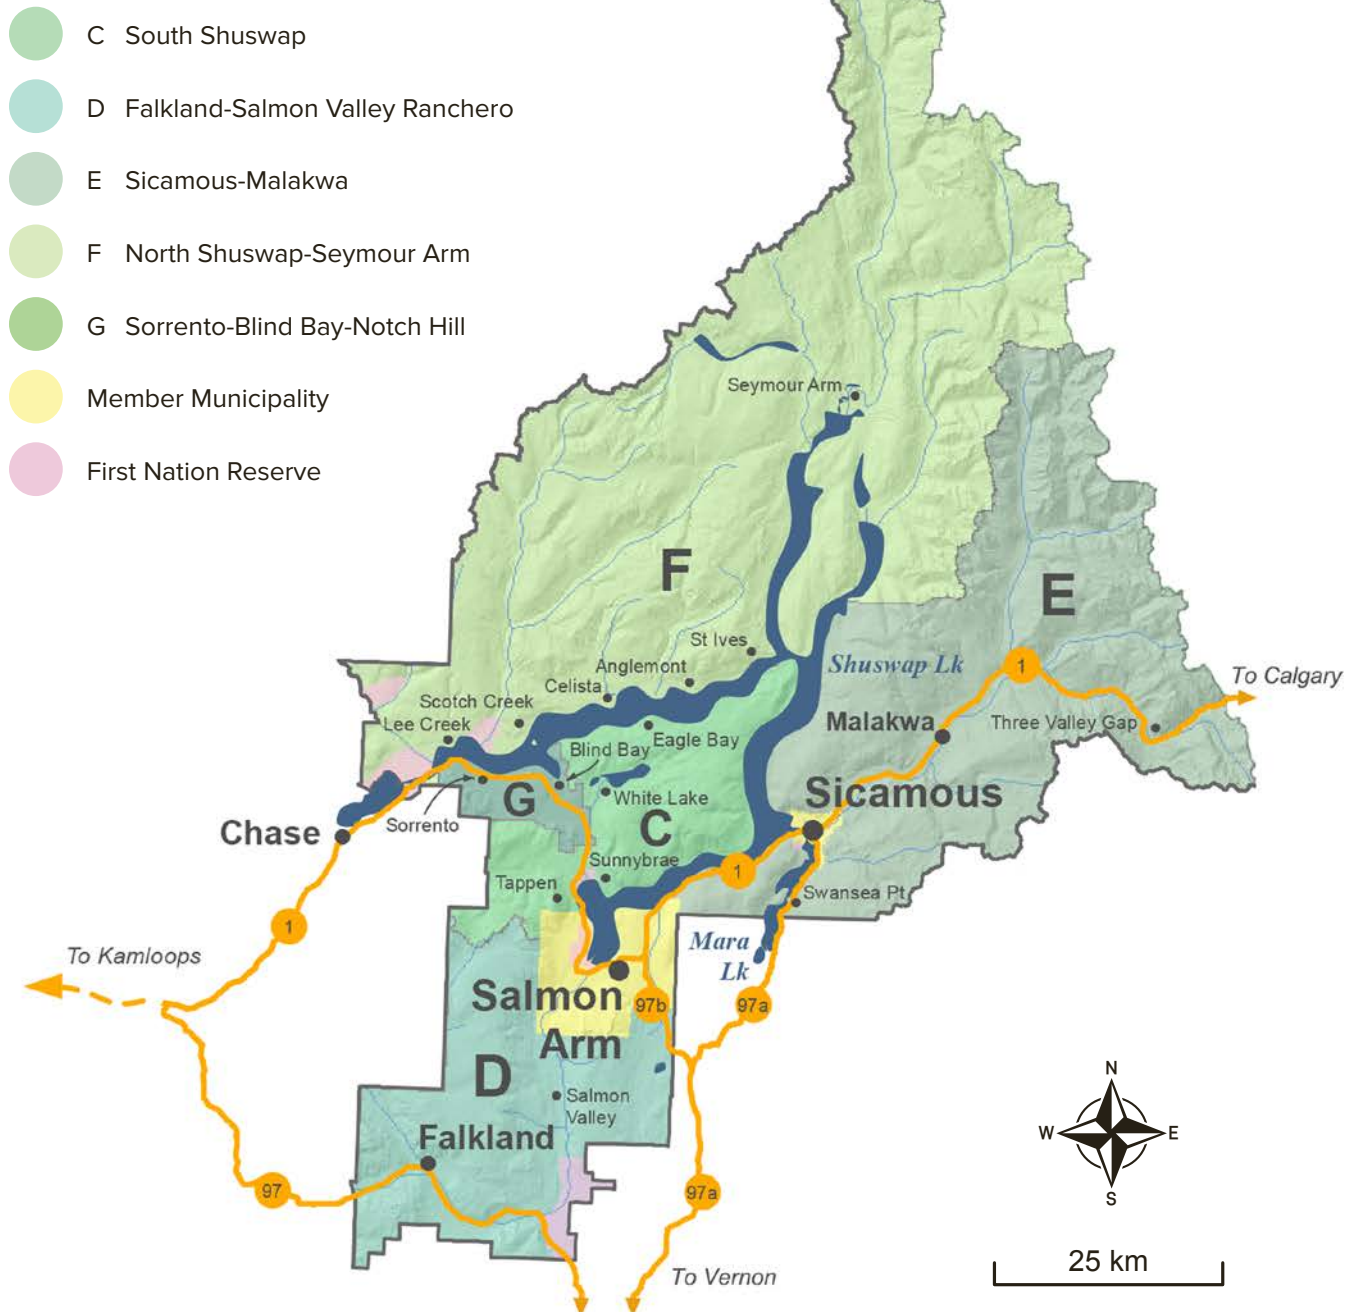 C South Shuswap
D Falkland-Salmon Valley Ranchero
E Sicamous-Malakwa
F North Shuswap-Seymour Arm
G Sorrento-Blind Bay-Notch Hill
Member Municipality
First Nation Reserve
Seymour Arm
F
E
St Ives
Shuswap Lk
1
To Calgary
Anglemont
Celista
Scotch Creek
Lee Creek
Malakwa
Three Valley Gap
Eagle Bay
Blind Bay
White Lake
Sicamous
G
C
Sorrento
Chase
Sunnybrae
1
Tappen
Swansea Pt
1
Mara
Lk
To Kamloops
Salmon
Arm
97b
97a
D
Salmon
Valley
Falkland
97
97a
To Vernon
N
W
E
S
25 km